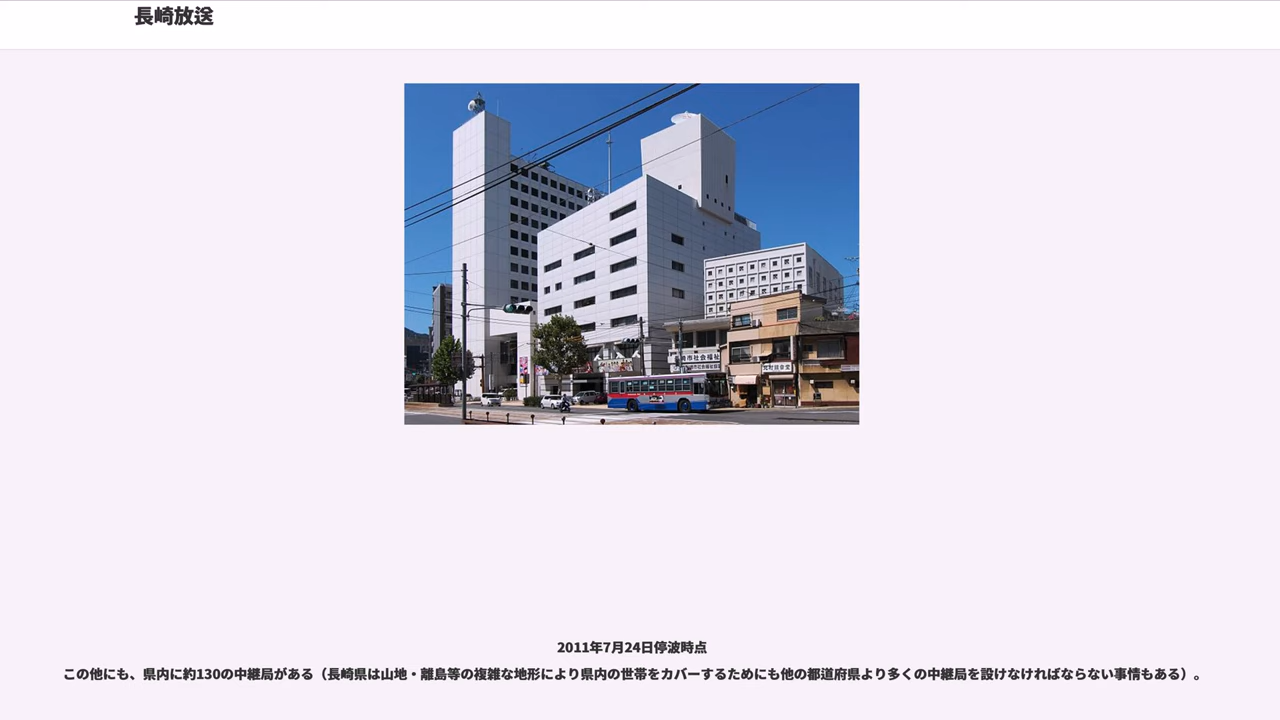 長崎放送
2011年7月24日停波時点
この他にも、県内に約130の中継局がある（長崎県は山地・離島等の複雑な地形により県内の世帯をカバーするためにも他の都道府県より多くの中継局を設けなければならない事情もある）。